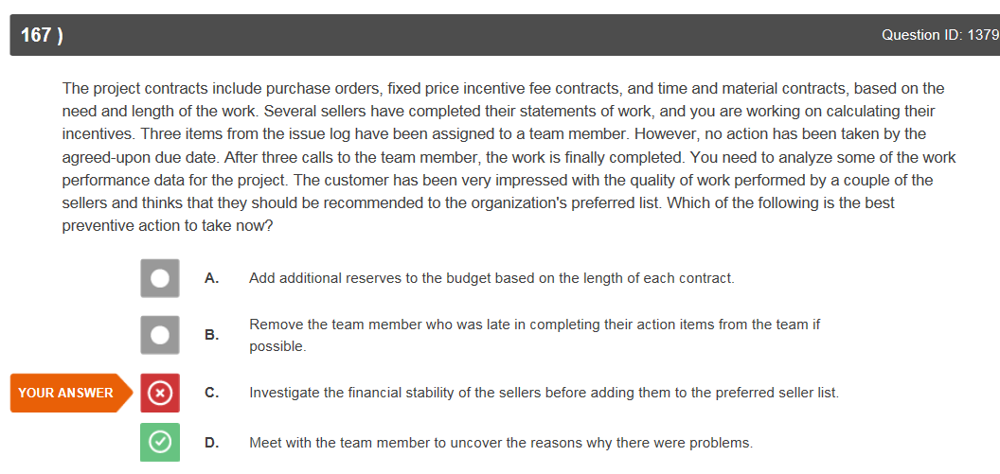 167 ) Question ID: 1379
The project contracts include purchase orders, fixed price incentive fee contracts, and time and material contracts, based on the
need and length of the work. Several sellers have completed their statements of work, and you are working on calculating their
incentives. Three items from the issue log have been assigned to a team member. However, no action has been taken by the
agreed-upon due date. After three calls to the team member, the work is finally completed. You need to analyze some of the work
performance data for the project. The customer has been very impressed with the quality of work performed by a couple of the
sellers and thinks that they should be recommended to the organization's preferred list. Which of the following is the best
preventive action to take now?
A. Add additional reserves to the budget based on the length of each contract.
B. Remove the team member who was late in completing their action items from the team if
possible.
YOUR ANSWER C. Investigate the financial stability of the sellers before adding them to the preferred seller list.
D. Meet with the team member to uncover the reasons why there were problems.